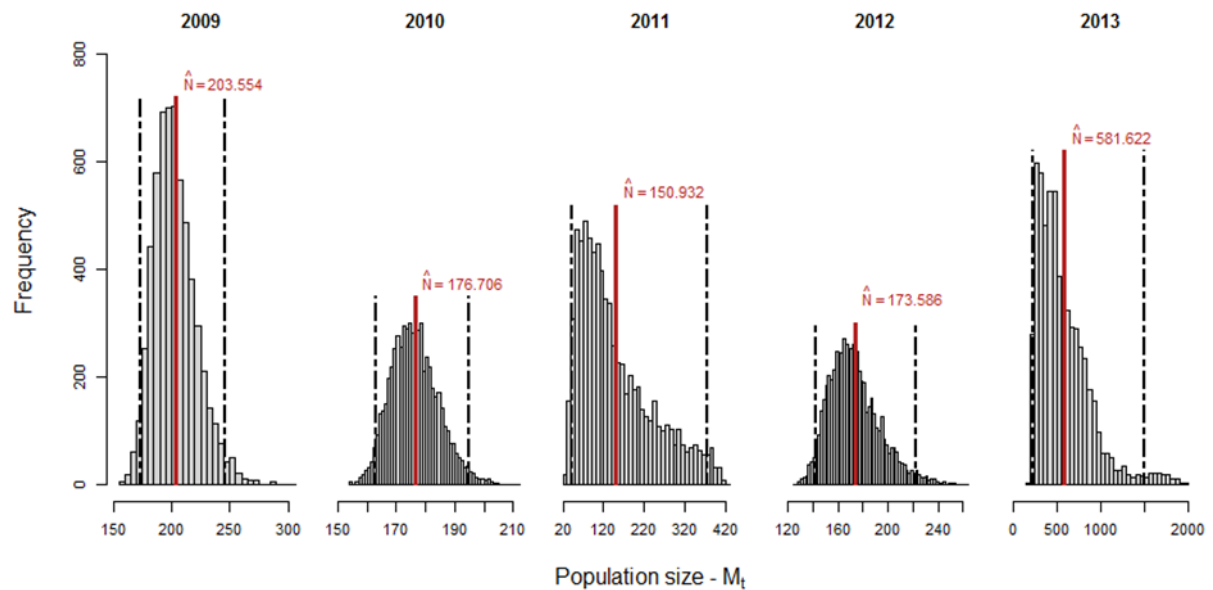 2009 2010 2011 2012 2013
800
600
400
200
0
Frequency
N̂ = 203.554
N̂ = 176.706
N̂ = 150.932
N̂ = 173.586
N̂ = 581.622
150 200 250 300 150 170 190 210 20 120 220 320 420 120 160 200 240 0 500 1000 2000
Population size - Mt